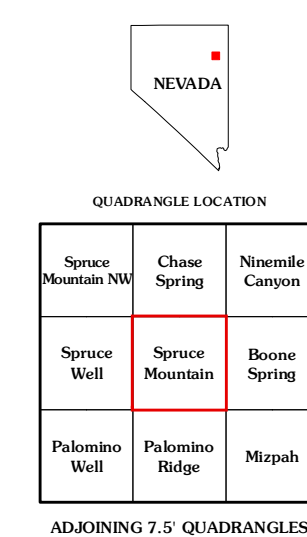 NEVADA
QUADRANGLE LOCATION
Spruce
Mountain NW
Chase
Spring
Ninemile
Canyon
Spruce
Well
Spruce
Mountain
Boone
Spring
Palomino
Well
Palomino
Ridge
Mizpah
ADJOINING 7.5' QUADRANGLES